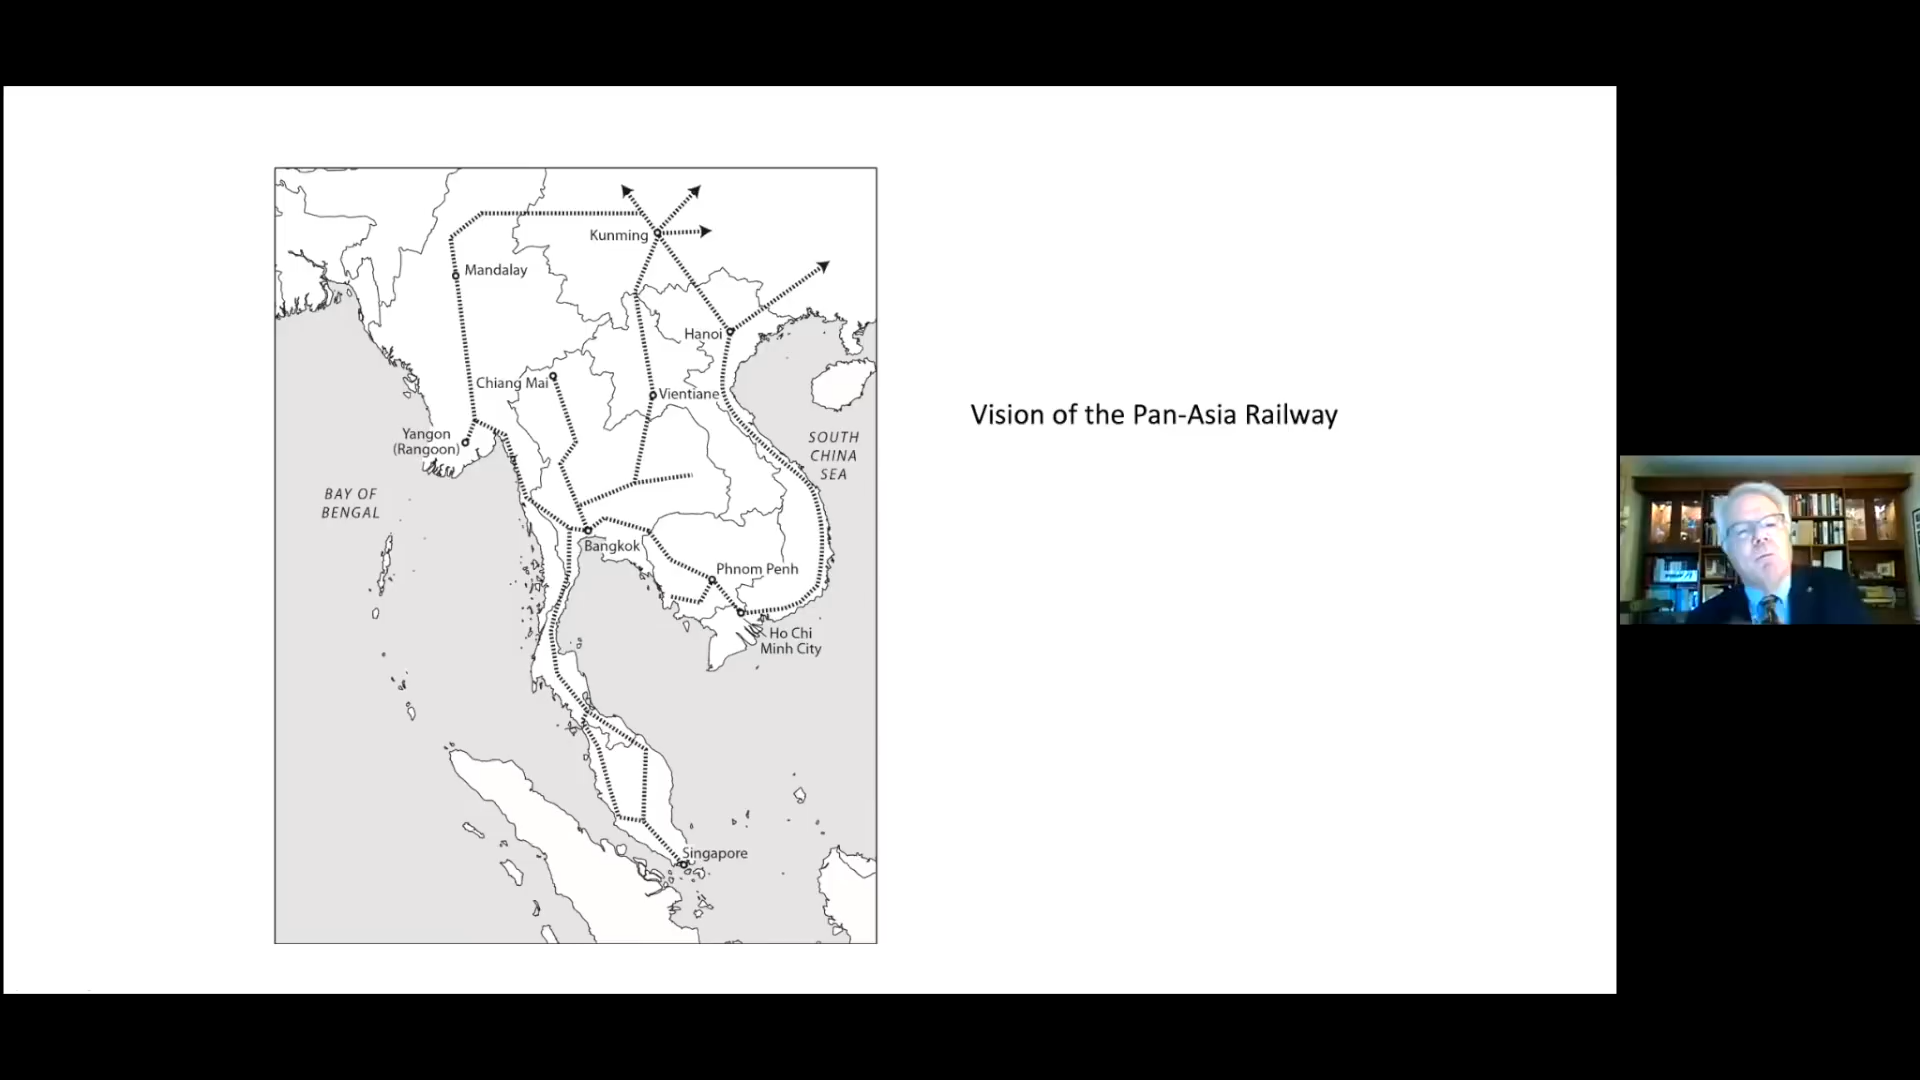 Kunming
Mandalay
Hanoi
Chiang Mai
Vientiane
Yangon
(Rangoon)
SOUTH
CHINA
SEA
BAY OF
BENGAL
Bangkok
Phnom Penh
Ho Chi
Minh City
Singapore
Vision of the Pan-Asia Railway